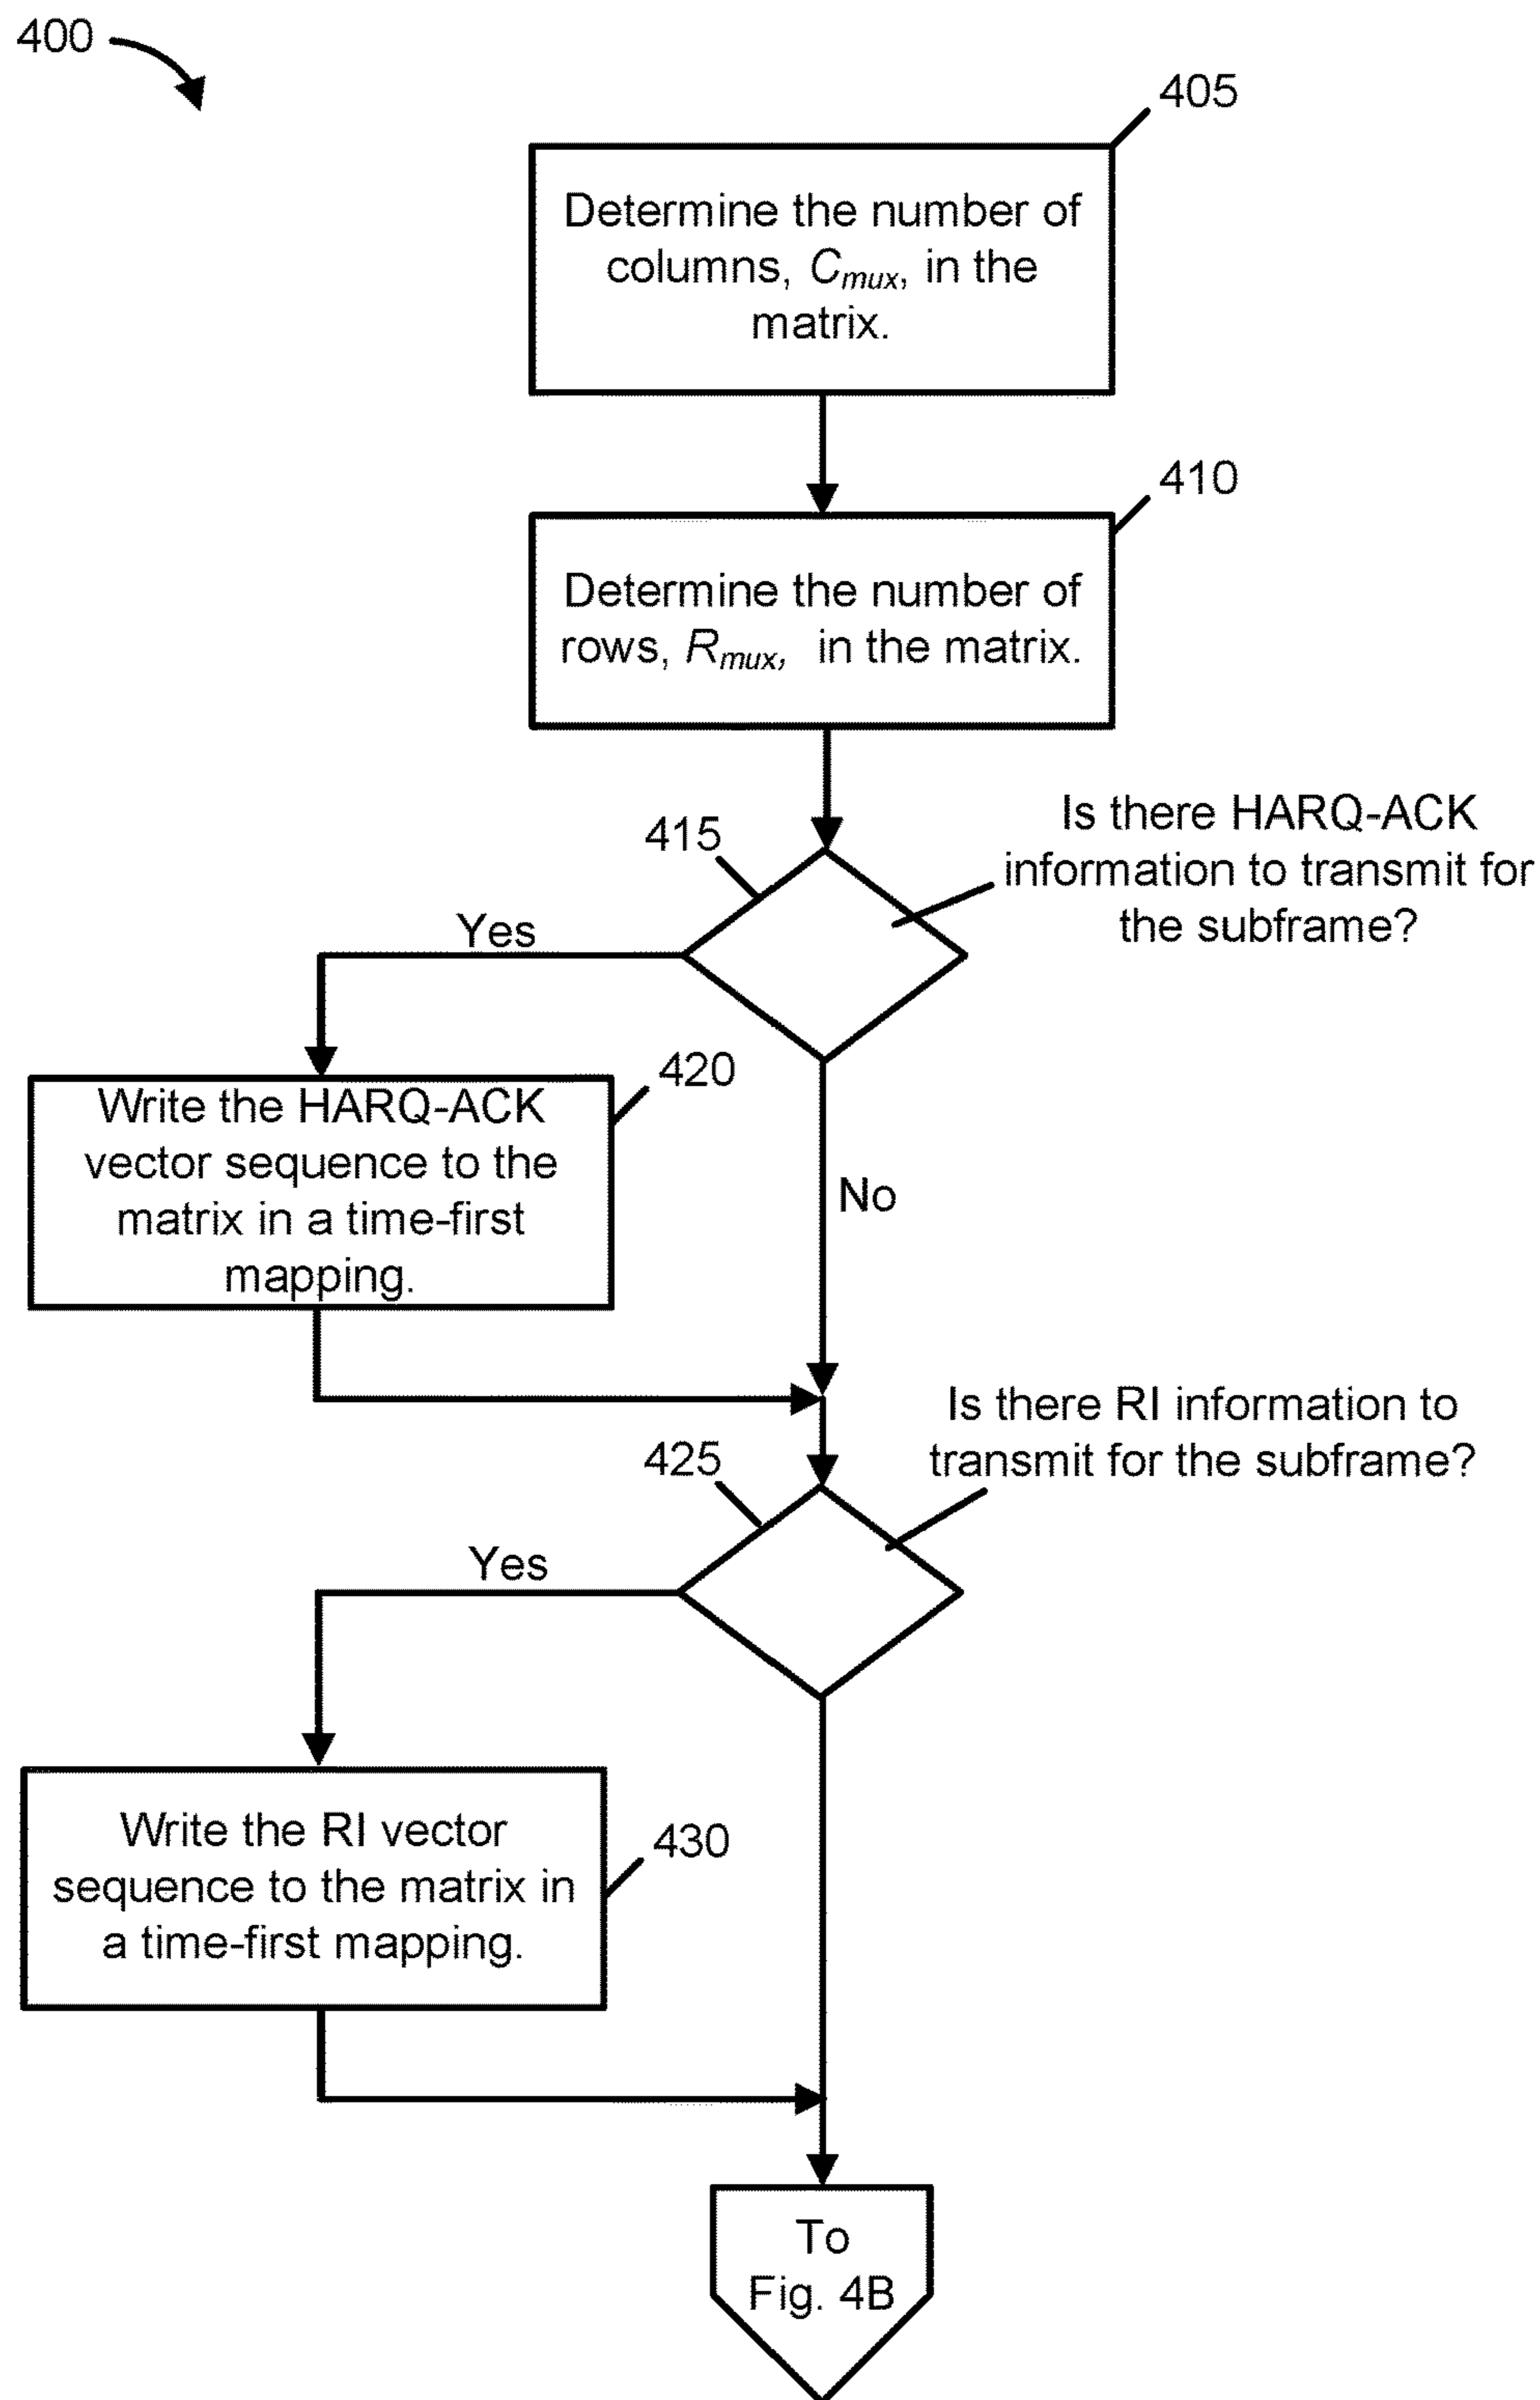 400
405
Determine the number of
columns, Cmux, in the
matrix.
410
Determine the number of
rows, Rmux, in the matrix.
Is there HARQ-ACK
information to transmit for
the subframe?
415
Yes
420
Write the HARQ-ACK
vector sequence to the
matrix in a time-first
mapping.
No
Is there RI information to
transmit for the subframe?
425
Yes
Write the RI vector
sequence to the matrix in
a time-first mapping.
430
To
Fig. 4B